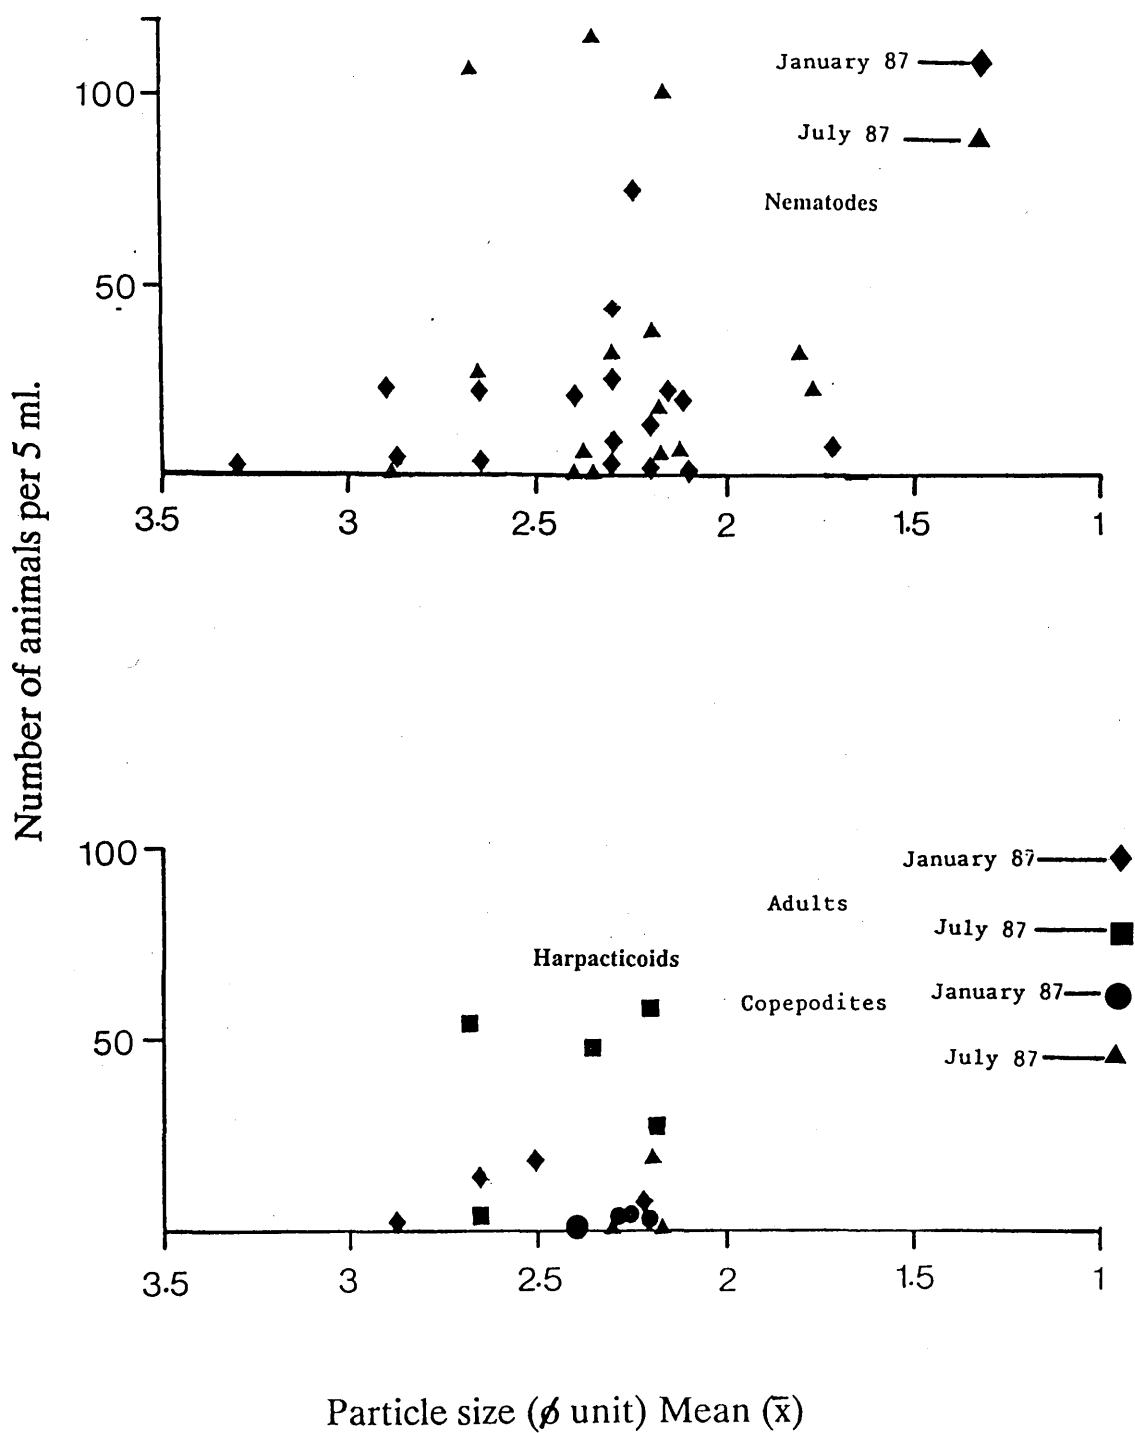 January 87
100
July 87
Nematodes
50
3.5 3 2.5 2 1.5 1
Number of animals per 5 ml.
100
January 87
Adults
July 87
Harpacticoids
Copepodites January 87
50
July 87
3.5 3 2.5 2 1.5 1
Particle size (ϕ unit) Mean (x̅)